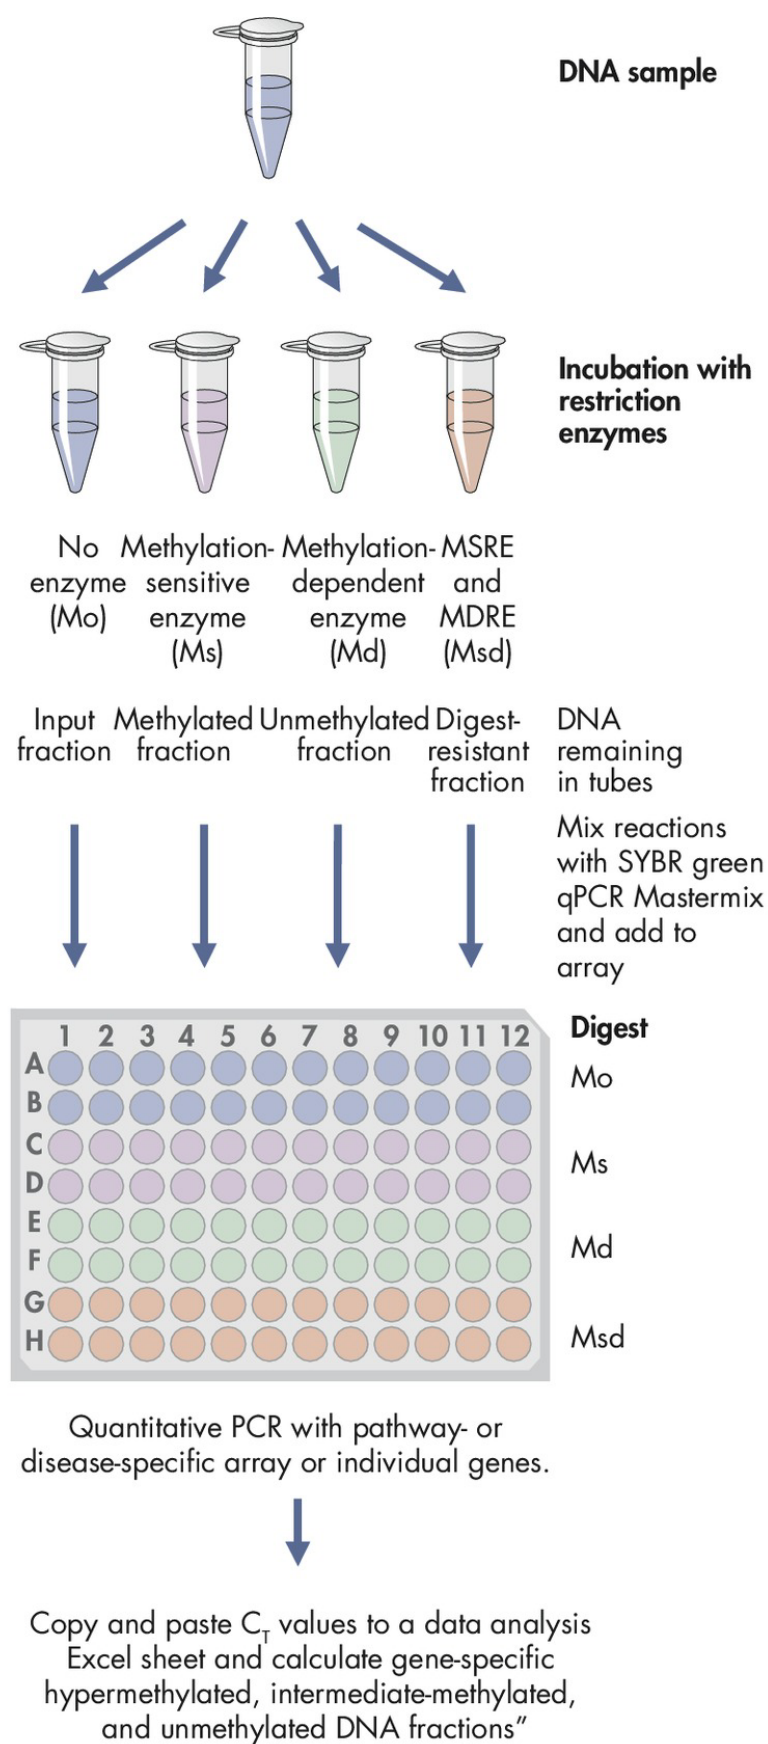 DNA sample
Incubation with
restriction
enzymes
No
enzyme
(Mo)
Methylation-
sensitive
enzyme
(Ms)
Methylation-
dependent
enzyme
(Md)
MSRE
and
MDRE
(Msd)
Input
fraction
Methylated
fraction
Unmethylated
fraction
Digest-
resistant
fraction
DNA
remaining
in tubes
Mix reactions
with SYBR green
qPCR Mastermix
and add to
array
Digest
1 2 3 4 5 6 7 8 9 10 11 12
A
Mo
B
C
Ms
D
E
Md
F
G
Msd
H
Quantitative PCR with pathway- or
disease-specific array or individual genes.
Copy and paste CT values to a data analysis
Excel sheet and calculate gene-specific
hypermethylated, intermediate-methylated,
and unmethylated DNA fractions”